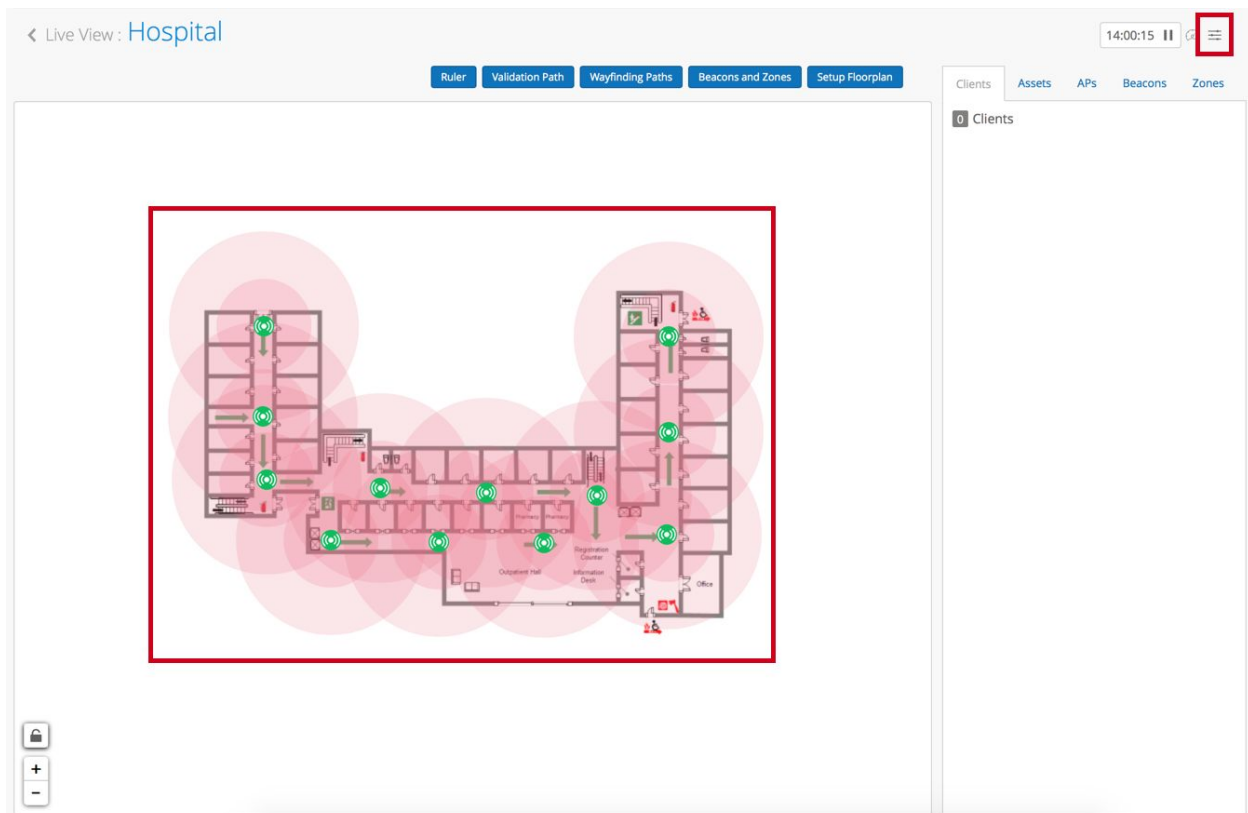 Live View : Hospital
14:00:15
Ruler
Validation Path
Wayfinding Paths
Beacons and Zones
Setup Floorplan
Clients
Assets
APs
Beacons
Zones
0 Clients
Pharmacy
Pharmacy
Registration
Counter
Outpatient Hall
Information
Desk
Office
+
−